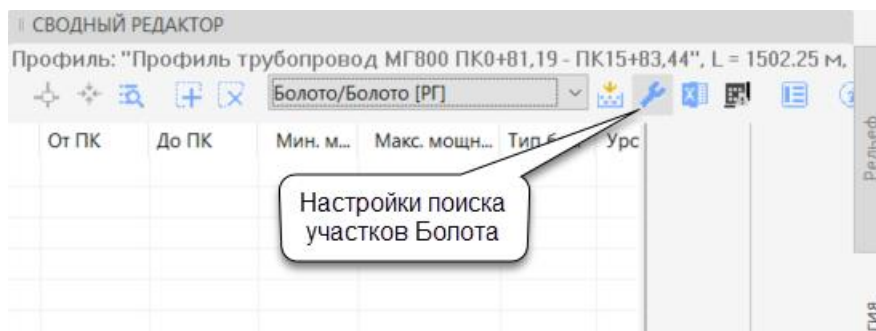 СВОДНЫЙ РЕДАКТОР
Профиль: "Профиль трубопровод МГ800 ПК0+81,19 - ПК15+83,44", L = 1502.25 м,
Болото/Болото [РГ]
От ПК До ПК Мин. м... Макс. мощн... Тип б... Урс
Рельеф
Настройки поиска
участков Болота